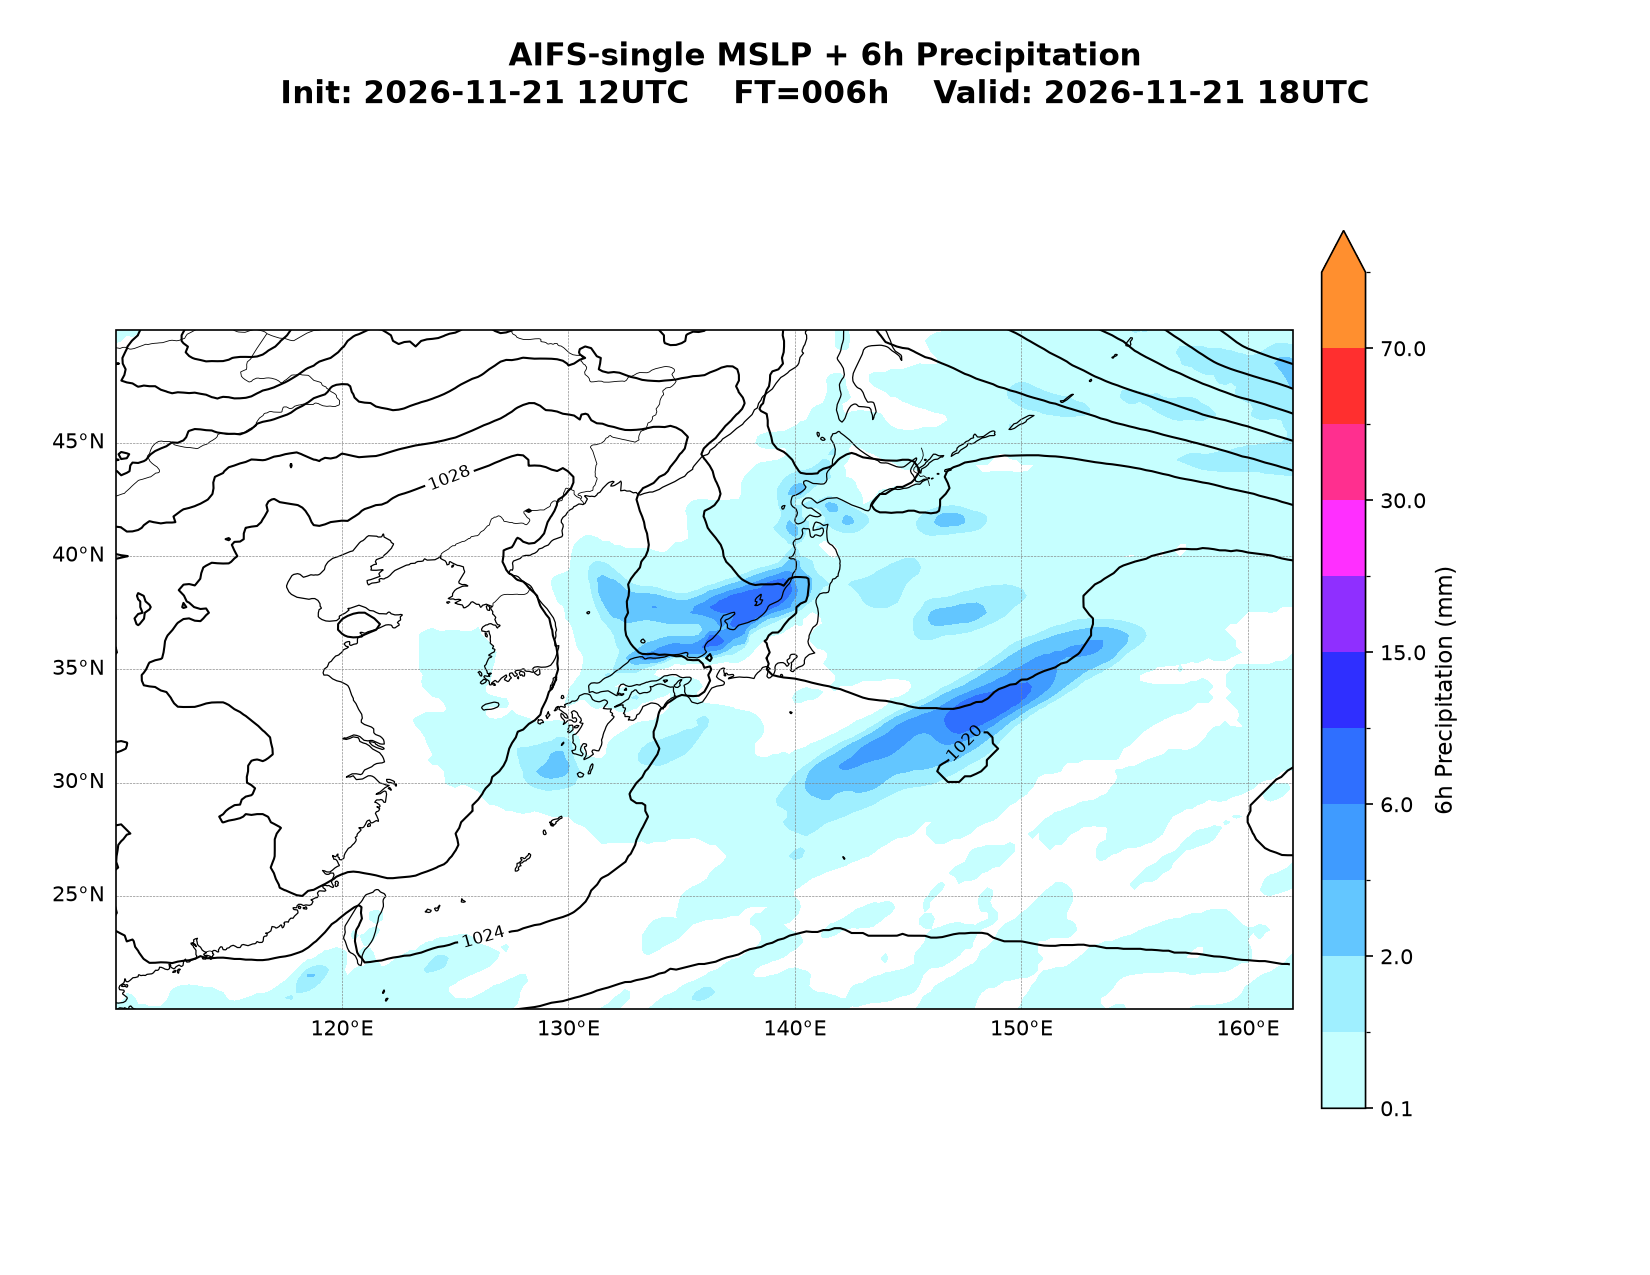 AIFS-single MSLP + 6h Precipitation
Init: 2026-11-21 12UTC    FT=006h    Valid: 2026-11-21 18UTC
70.0
30.0
15.0
6.0
2.0
0.1
6h Precipitation (mm)
45°N
40°N
35°N
30°N
25°N
1028
1020
1024
120°E
130°E
140°E
150°E
160°E